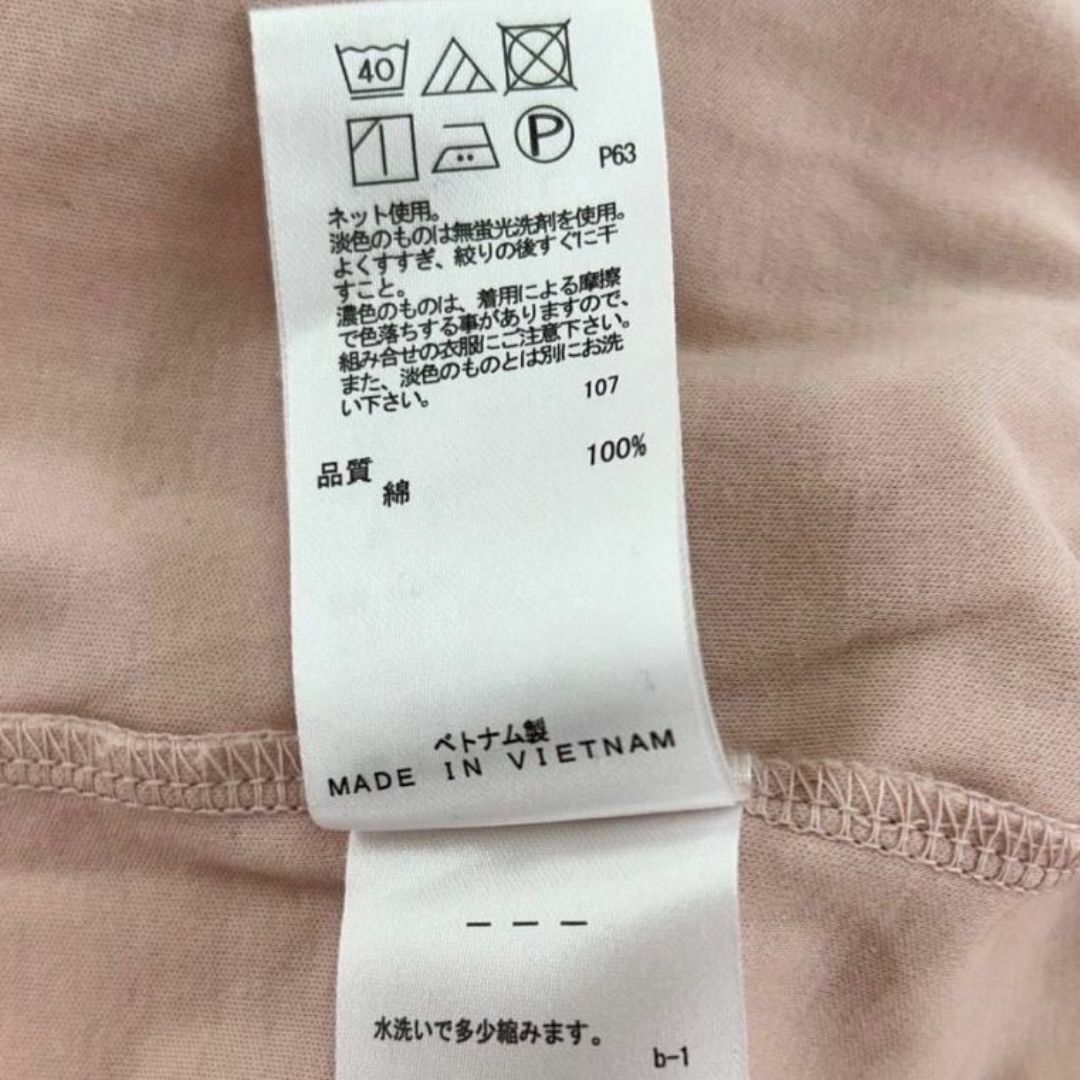 40
P
P63
ネット使用。
淡色のものは無蛍光洗剤を使用。
よくすすぎ、絞りの後すぐに干
すこと。
濃色のものは、着用による摩擦
で色落ちする事がありますので、
組み合せの衣服にご注意下さい。
また、淡色のものとは別にお洗
い下さい。
107
品質
綿 100%
ベトナム製
MADE IN VIETNAM
---
水洗いで多少縮みます。
b-1